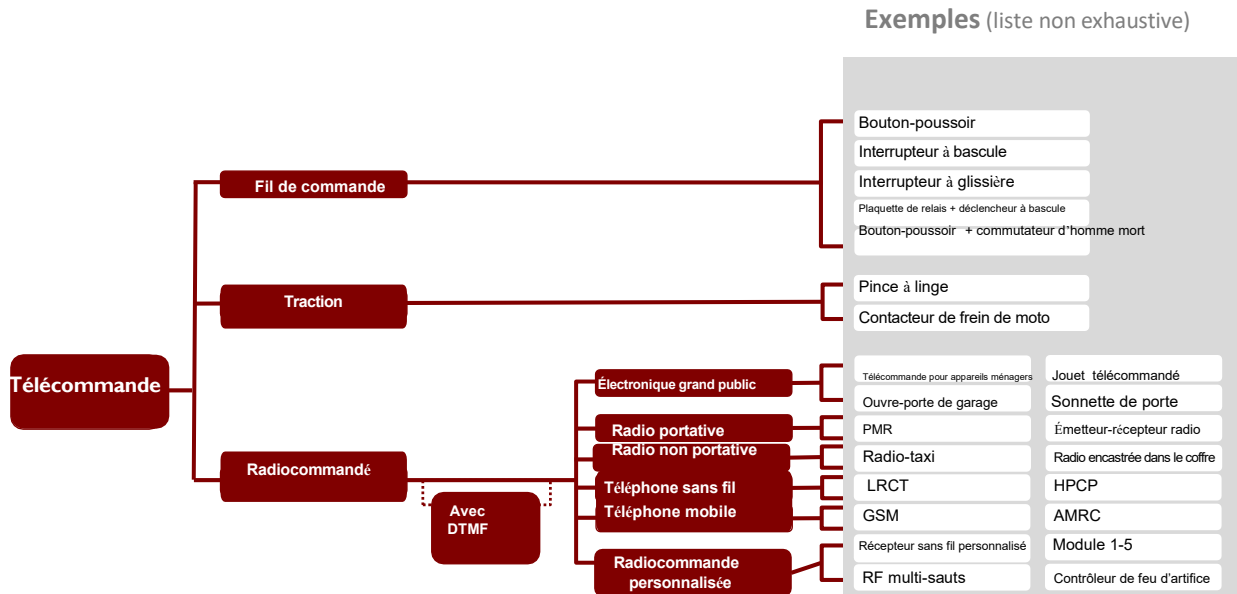 Exemples (liste non exhaustive)
Bouton-poussoir
Interrupteur à bascule
Fil de commande
Interrupteur à glissière
Plaquette de relais + déclencheur à bascule
Bouton-poussoir + commutateur d'homme mort
Traction
Pince à linge
Contacteur de frein de moto
Télécommande
Radiocommandé
Avec
DTMF
Électronique grand public
Télécommande pour appareils ménagers
Jouet télécommandé
Ouvre-porte de garage
Sonnette de porte
Radio portative
PMR
Émetteur-récepteur radio
Radio non portative
Radio-taxi
Radio encastrée dans le coffre
Téléphone sans fil
LRCT
HPCP
Téléphone mobile
GSM
AMRC
Radiocommande
personnalisée
Récepteur sans fil personnalisé
Module 1-5
RF multi-sauts
Contrôleur de feu d'artifice